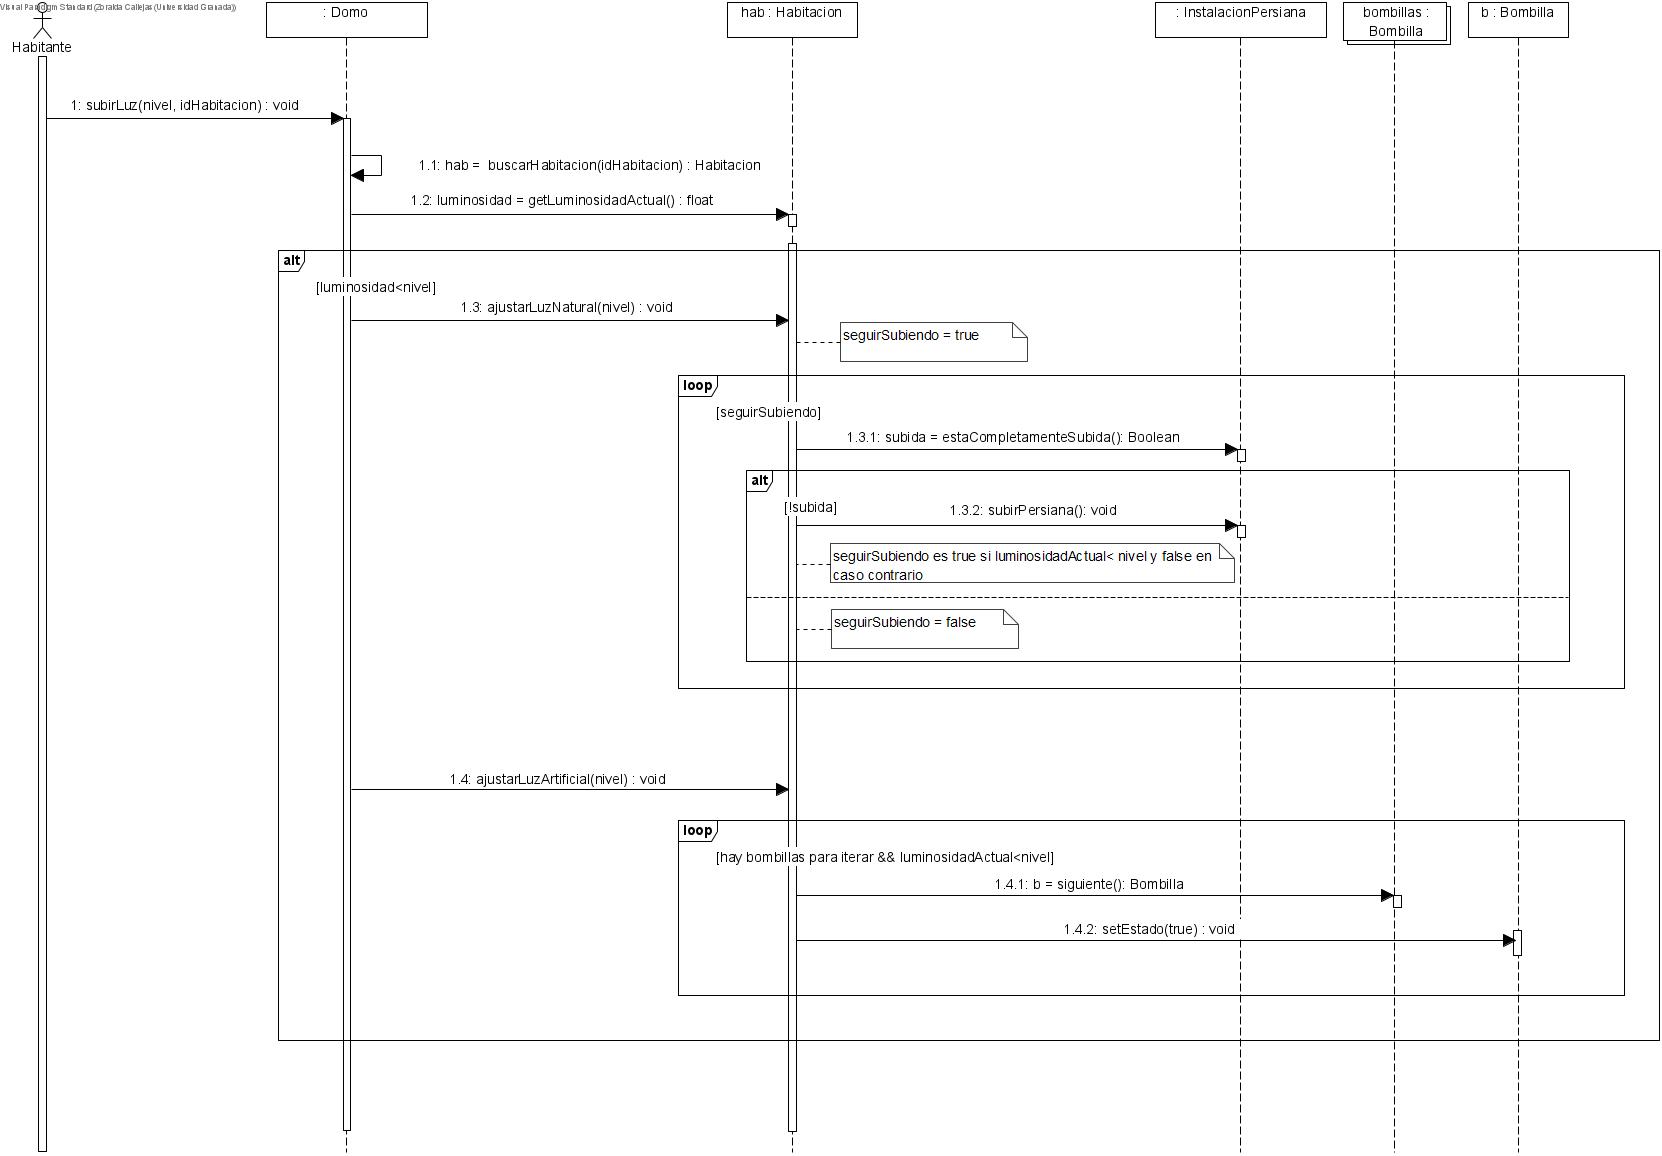 Visual Paradigm Standard (Zoraida Callejas (Universidad Granada))
Habitante
: Domo
hab : Habitacion
: InstalacionPersiana
bombillas :
Bombilla
b : Bombilla
1: subirLuz(nivel, idHabitacion) : void
1.1: hab =  buscarHabitacion(idHabitacion) : Habitacion
1.2: luminosidad = getLuminosidadActual() : float
alt
[luminosidad<nivel]
1.3: ajustarLuzNatural(nivel) : void
seguirSubiendo = true
loop
[seguirSubiendo]
1.3.1: subida = estaCompletamenteSubida(): Boolean
alt
[!subida]
1.3.2: subirPersiana(): void
seguirSubiendo es true si luminosidadActual< nivel y false en
caso contrario
seguirSubiendo = false
1.4: ajustarLuzArtificial(nivel) : void
loop
[hay bombillas para iterar && luminosidadActual<nivel]
1.4.1: b = siguiente(): Bombilla
1.4.2: setEstado(true) : void